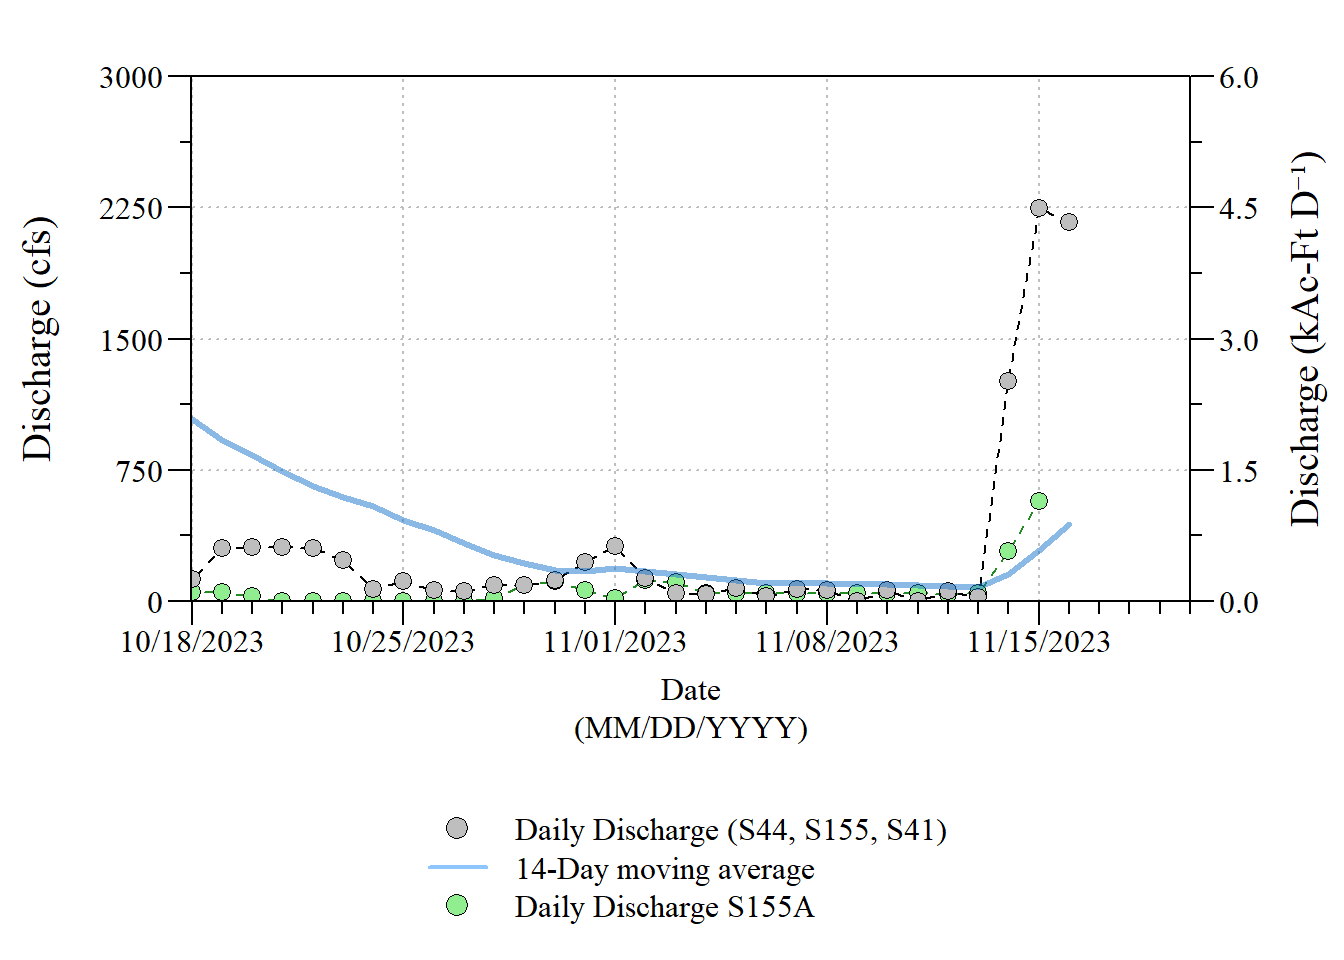 3000
2250
1500
750
0
Discharge (cfs)
6.0
4.5
3.0
1.5
0.0
Discharge (kAc-Ft D⁻¹)
10/18/2023 10/25/2023 11/01/2023 11/08/2023 11/15/2023
Date
(MM/DD/YYYY)
Daily Discharge (S44, S155, S41)
14-Day moving average
Daily Discharge S155A